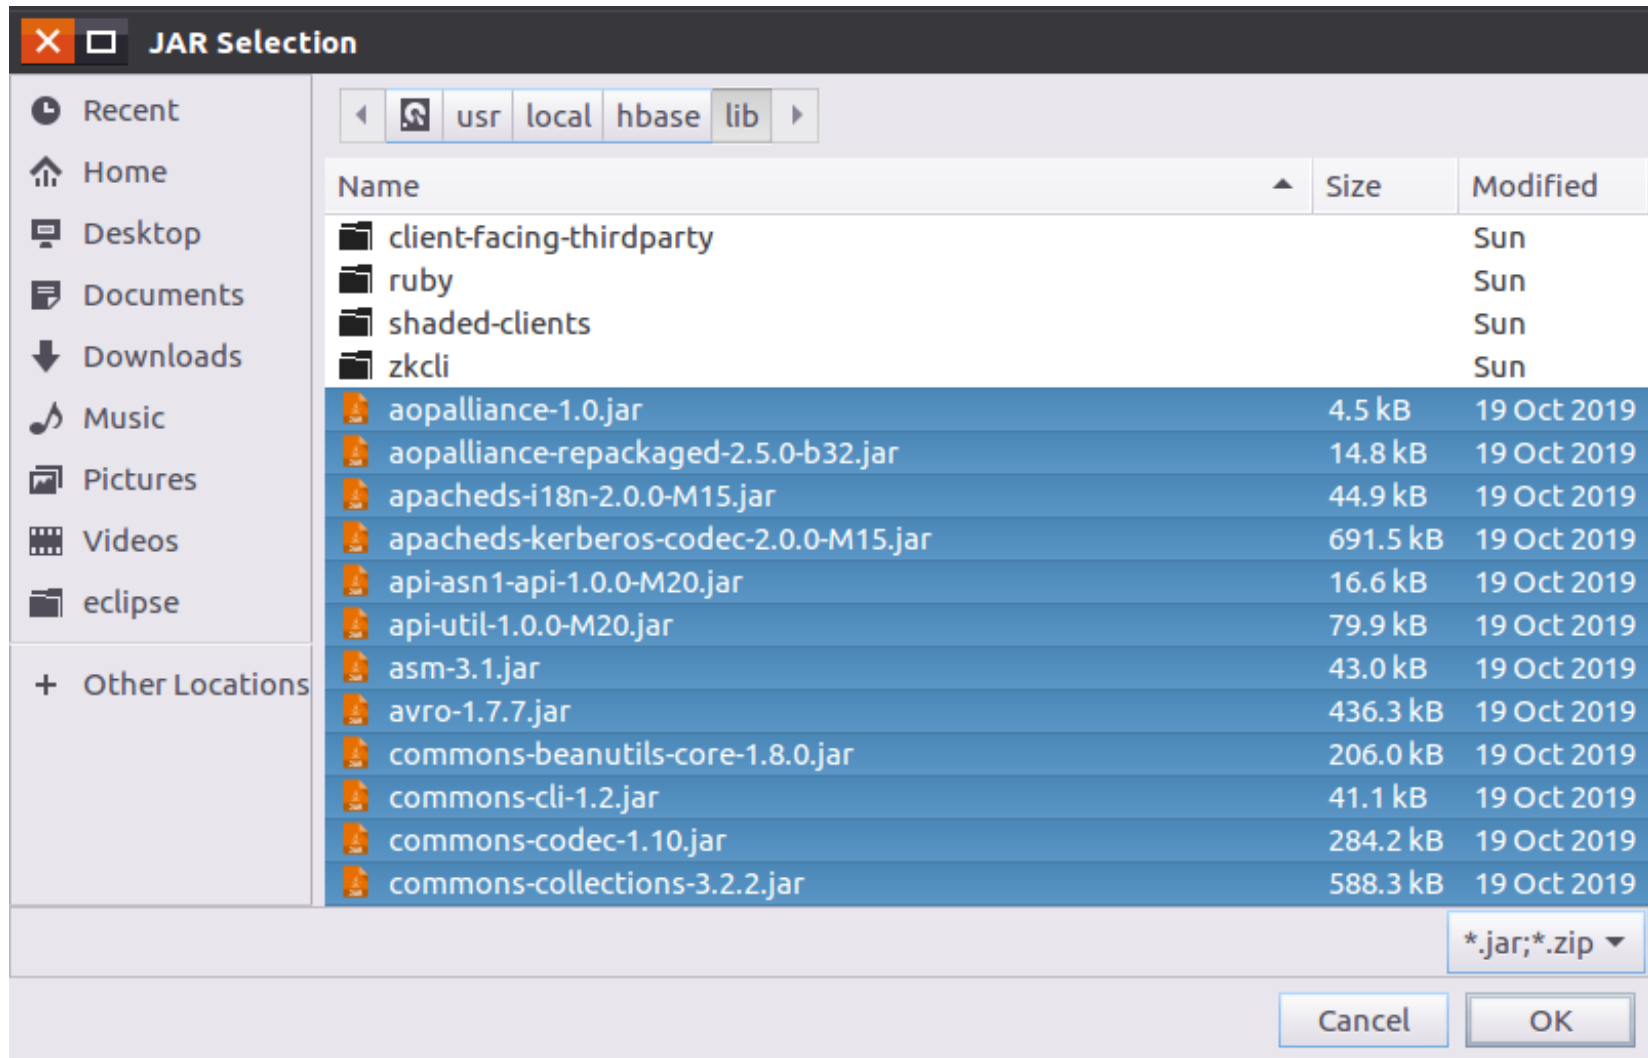 JAR Selection
Recent
Home
Desktop
Documents
Downloads
Music
Pictures
Videos
eclipse
Other Locations
usr local hbase lib
Name Size Modified
client-facing-thirdparty Sun
ruby Sun
shaded-clients Sun
zkcli Sun
aopalliance-1.0.jar 4.5 kB 19 Oct 2019
aopalliance-repackaged-2.5.0-b32.jar 14.8 kB 19 Oct 2019
apacheds-i18n-2.0.0-M15.jar 44.9 kB 19 Oct 2019
apacheds-kerberos-codec-2.0.0-M15.jar 691.5 kB 19 Oct 2019
api-asn1-api-1.0.0-M20.jar 16.6 kB 19 Oct 2019
api-util-1.0.0-M20.jar 79.9 kB 19 Oct 2019
asm-3.1.jar 43.0 kB 19 Oct 2019
avro-1.7.7.jar 436.3 kB 19 Oct 2019
commons-beanutils-core-1.8.0.jar 206.0 kB 19 Oct 2019
commons-cli-1.2.jar 41.1 kB 19 Oct 2019
commons-codec-1.10.jar 284.2 kB 19 Oct 2019
commons-collections-3.2.2.jar 588.3 kB 19 Oct 2019
*.jar;*.zip
Cancel OK